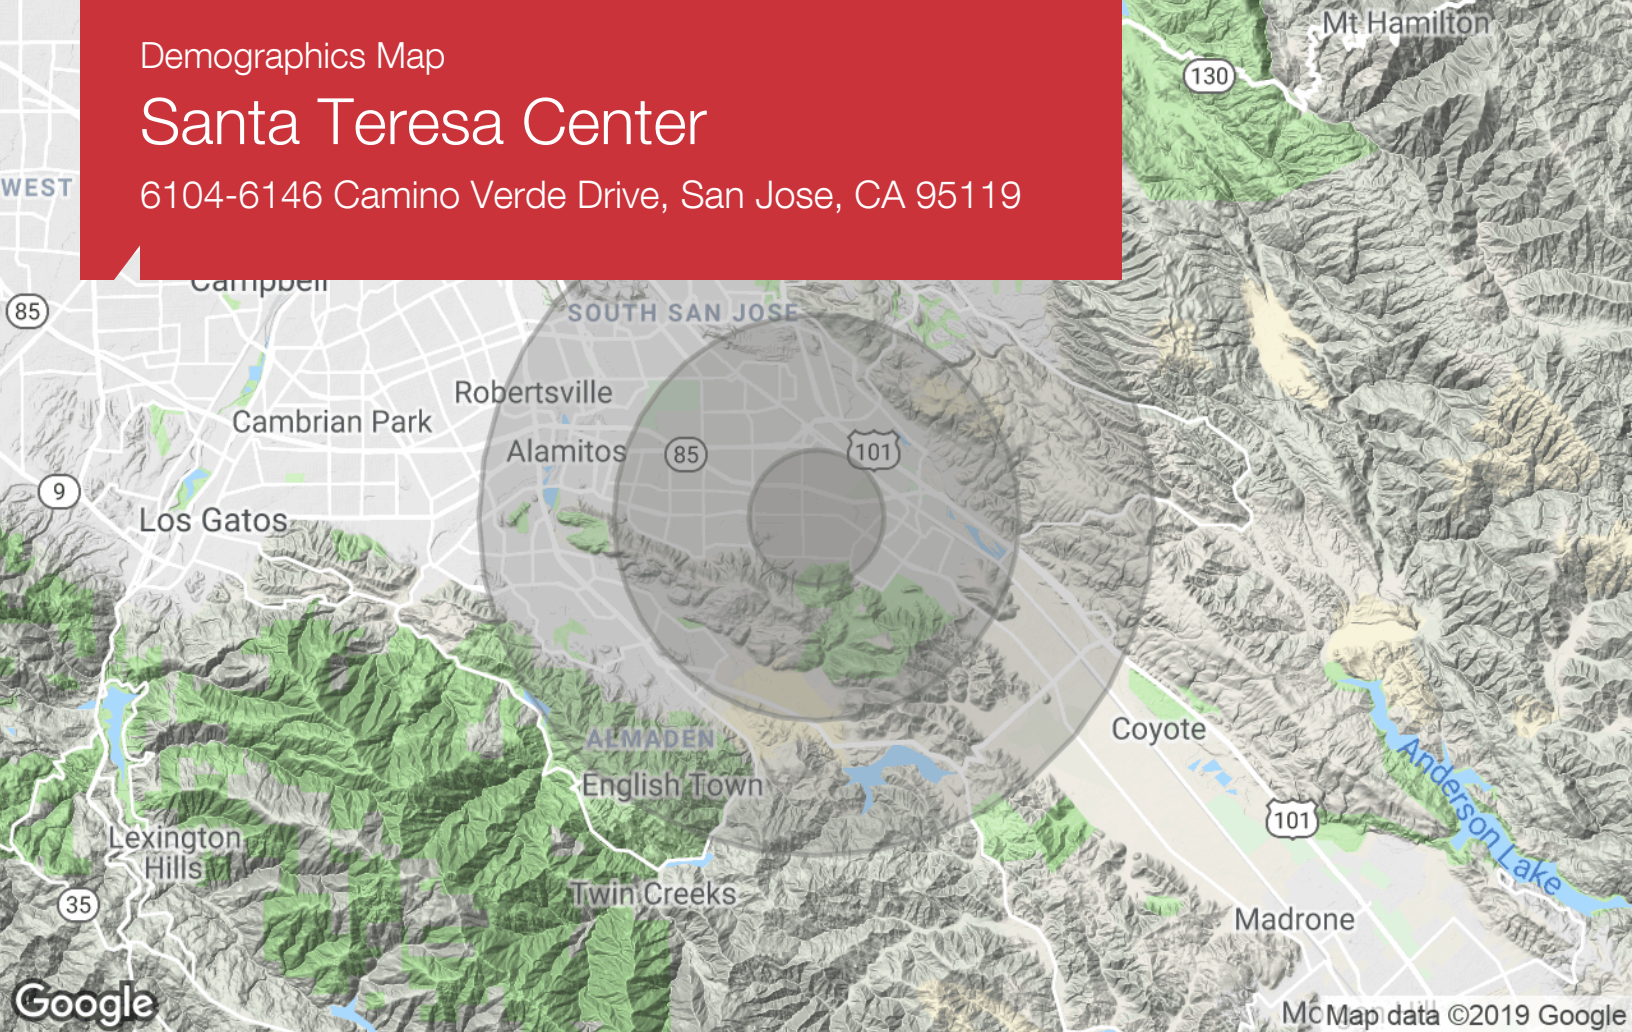 Demographics Map
Santa Teresa Center
6104-6146 Camino Verde Drive, San Jose, CA 95119
Mt Hamilton
130
WEST
Campbell
85
SOUTH SAN JOSE
Robertsville
Cambrian Park
Alamitos
85
101
9
Los Gatos
ALMADEN
Coyote
English Town
Anderson Lake
101
Lexington
Hills
Twin Creeks
35
Madrone
Google
Map data ©2019 Google